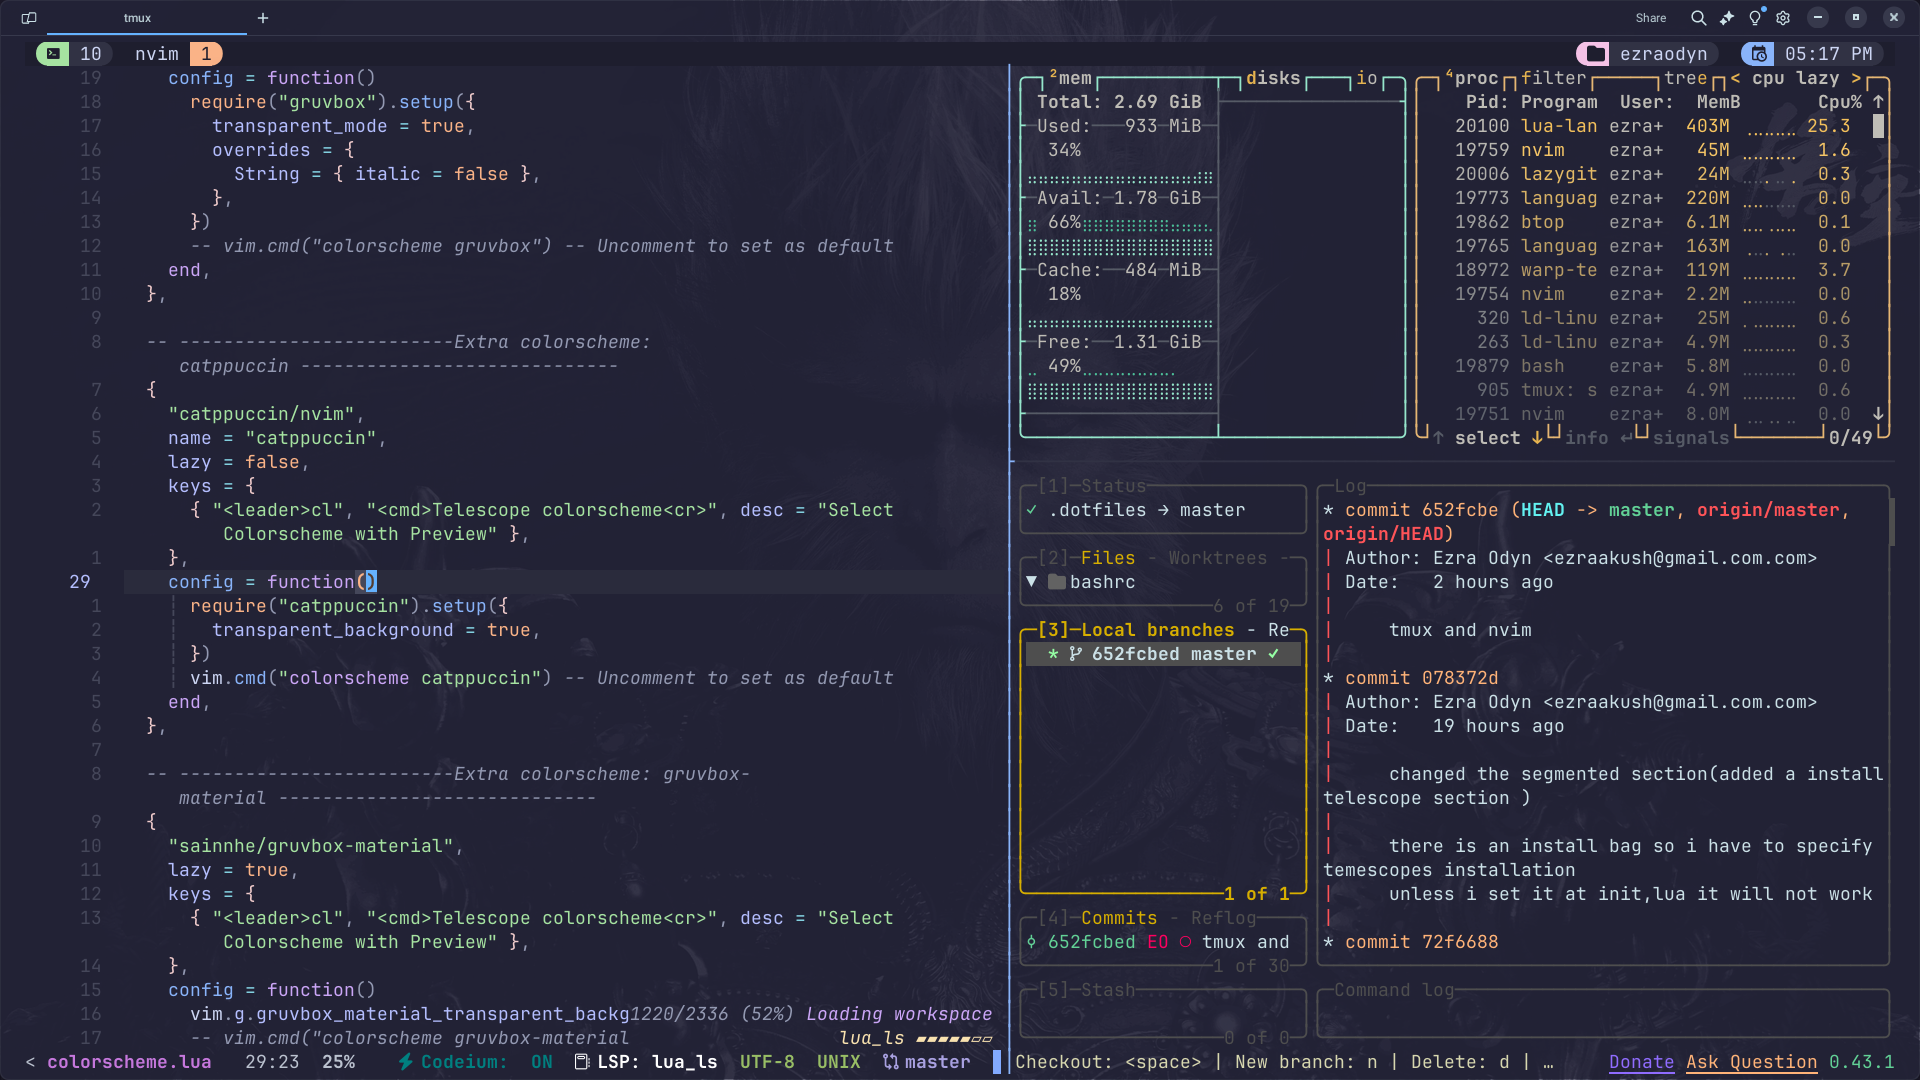 tmux +
Share
10 nvim 1
ezraodyn 05:17 PM
19 config = function()
18 require("gruvbox").setup({
17 transparent_mode = true,
16 overrides = {
15 String = { italic = false },
14 },
13 })
12 -- vim.cmd("colorscheme gruvbox") -- Uncomment to set as default
11 end,
10 },
9
8 -- -------------------------Extra colorscheme:
catppuccin -----------------------------
7 {
6 "catppuccin/nvim",
5 name = "catppuccin",
4 lazy = false,
3 keys = {
2 { "<leader>cl", "<cmd>Telescope colorscheme<cr>", desc = "Select
Colorscheme with Preview" },
1 },
29 config = function()
1 require("catppuccin").setup({
2 transparent_background = true,
3 })
4 vim.cmd("colorscheme catppuccin") -- Uncomment to set as default
5 end,
6 },
7
8 -- -------------------------Extra colorscheme: gruvbox-
material -----------------------------
9 {
10 "sainnhe/gruvbox-material",
11 lazy = true,
12 keys = {
13 { "<leader>cl", "<cmd>Telescope colorscheme<cr>", desc = "Select
Colorscheme with Preview" },
14 },
15 config = function()
16 vim.g.gruvbox_material_transparent_backg1220/2336 (52%) Loading workspace
17 -- vim.cmd("colorscheme gruvbox-material lua_ls
< colorscheme.lua 29:23 25% Codeium: ON LSP: lua_ls UTF-8 UNIX master
²mem disks io
Total: 2.69 GiB
Used: 933 MiB
34%
Avail: 1.78 GiB
66%
Cache: 484 MiB
18%
Free: 1.31 GiB
49%
⁴proc filter tree < cpu lazy >
Pid: Program User: MemB Cpu% ↑
20100 lua-lan ezra+ 403M 25.3
19759 nvim ezra+ 45M 1.6
20006 lazygit ezra+ 24M 0.3
19773 languag ezra+ 220M 0.0
19862 btop ezra+ 6.1M 0.1
19765 languag ezra+ 163M 0.0
18972 warp-te ezra+ 119M 3.7
19754 nvim ezra+ 2.2M 0.0
320 ld-linu ezra+ 25M 0.6
263 ld-linu ezra+ 4.9M 0.3
19879 bash ezra+ 5.8M 0.0
905 tmux: s ezra+ 4.9M 0.6
19751 nvim ezra+ 8.0M 0.0 ↓
↑ select ↓ info ↵ signals 0/49
[1]─Status
✓ .dotfiles → master
[2]─Files - Worktrees -
▼ bashrc
6 of 19
[3]─Local branches - Re
* 652fcbed master ✓
1 of 1
[4]─Commits - Reflog
652fcbed EO ○ tmux and
1 of 30
[5]─Stash
0 of 0
Log
* commit 652fcbe (HEAD -> master, origin/master,
origin/HEAD)
| Author: Ezra Odyn <ezraakush@gmail.com.com>
| Date: 2 hours ago
|
| tmux and nvim
|
* commit 078372d
| Author: Ezra Odyn <ezraakush@gmail.com.com>
| Date: 19 hours ago
|
| changed the segmented section(added a install
telescope section )
|
| there is an install bag so i have to specify
temescopes installation
| unless i set it at init,lua it will not work
|
* commit 72f6688
Command log
Checkout: <space> | New branch: n | Delete: d | … Donate Ask Question 0.43.1